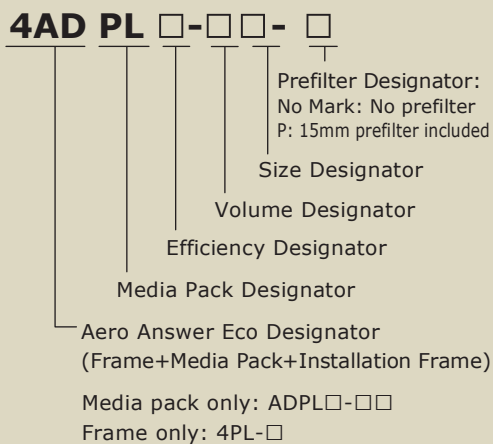 4AD PL □-□□- □
Prefilter Designator:
No Mark: No prefilter
P: 15mm prefilter included
Size Designator
Volume Designator
Efficiency Designator
Media Pack Designator
Aero Answer Eco Designator
(Frame+Media Pack+Installation Frame)
Media pack only: ADPL□-□□
Frame only: 4PL-□